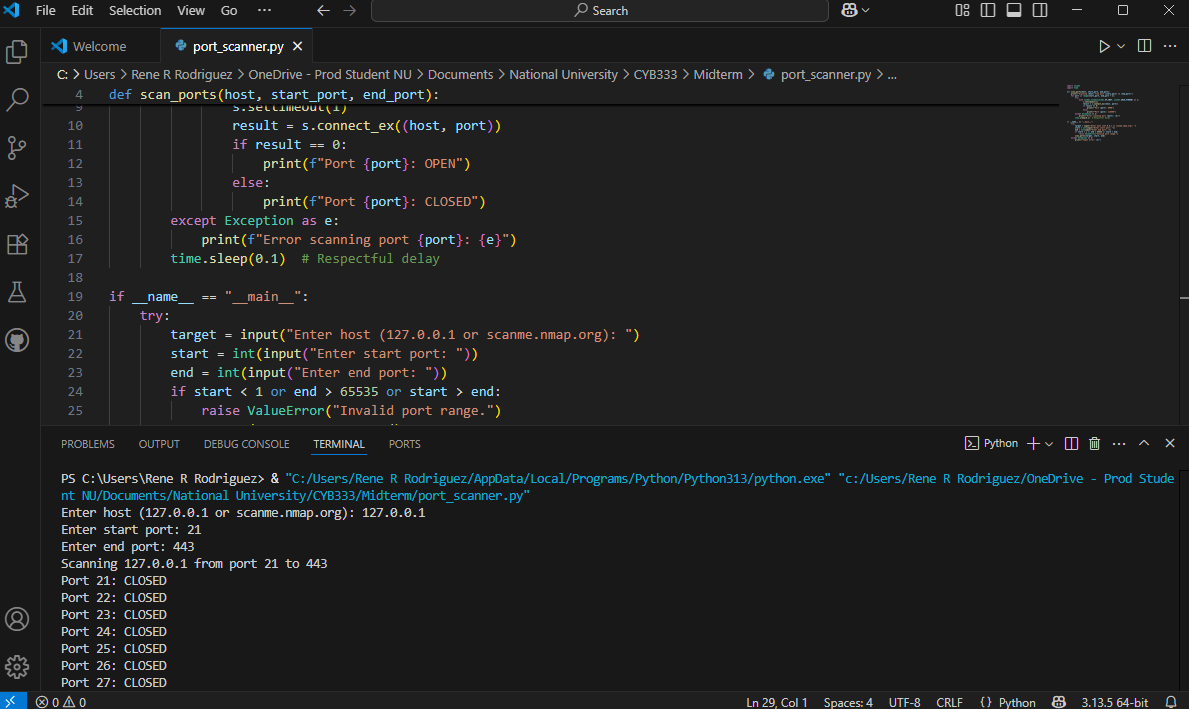 File Edit Selection View Go ··· Search
Welcome port_scanner.py
C: > Users > Rene R Rodriguez > OneDrive - Prod Student NU > Documents > National University > CYB333 > Midterm > port_scanner.py > ...
4 def scan_ports(host, start_port, end_port):
9 s.settimeout(1)
10 result = s.connect_ex((host, port))
11 if result == 0:
12 print(f"Port {port}: OPEN")
13 else:
14 print(f"Port {port}: CLOSED")
15 except Exception as e:
16 print(f"Error scanning port {port}: {e}")
17 time.sleep(0.1)  # Respectful delay
18
19 if __name__ == "__main__":
20 try:
21 target = input("Enter host (127.0.0.1 or scanme.nmap.org): ")
22 start = int(input("Enter start port: "))
23 end = int(input("Enter end port: "))
24 if start < 1 or end > 65535 or start > end:
25 raise ValueError("Invalid port range.")
PROBLEMS OUTPUT DEBUG CONSOLE TERMINAL PORTS Python
PS C:\Users\Rene R Rodriguez> & "C:/Users/Rene R Rodriguez/AppData/Local/Programs/Python/Python313/python.exe" "c:/Users/Rene R Rodriguez/OneDrive - Prod Stude
nt NU/Documents/National University/CYB333/Midterm/port_scanner.py"
Enter host (127.0.0.1 or scanme.nmap.org): 127.0.0.1
Enter start port: 21
Enter end port: 443
Scanning 127.0.0.1 from port 21 to 443
Port 21: CLOSED
Port 22: CLOSED
Port 23: CLOSED
Port 24: CLOSED
Port 25: CLOSED
Port 26: CLOSED
Port 27: CLOSED
0 0 Ln 29, Col 1 Spaces: 4 UTF-8 CRLF {} Python 3.13.5 64-bit